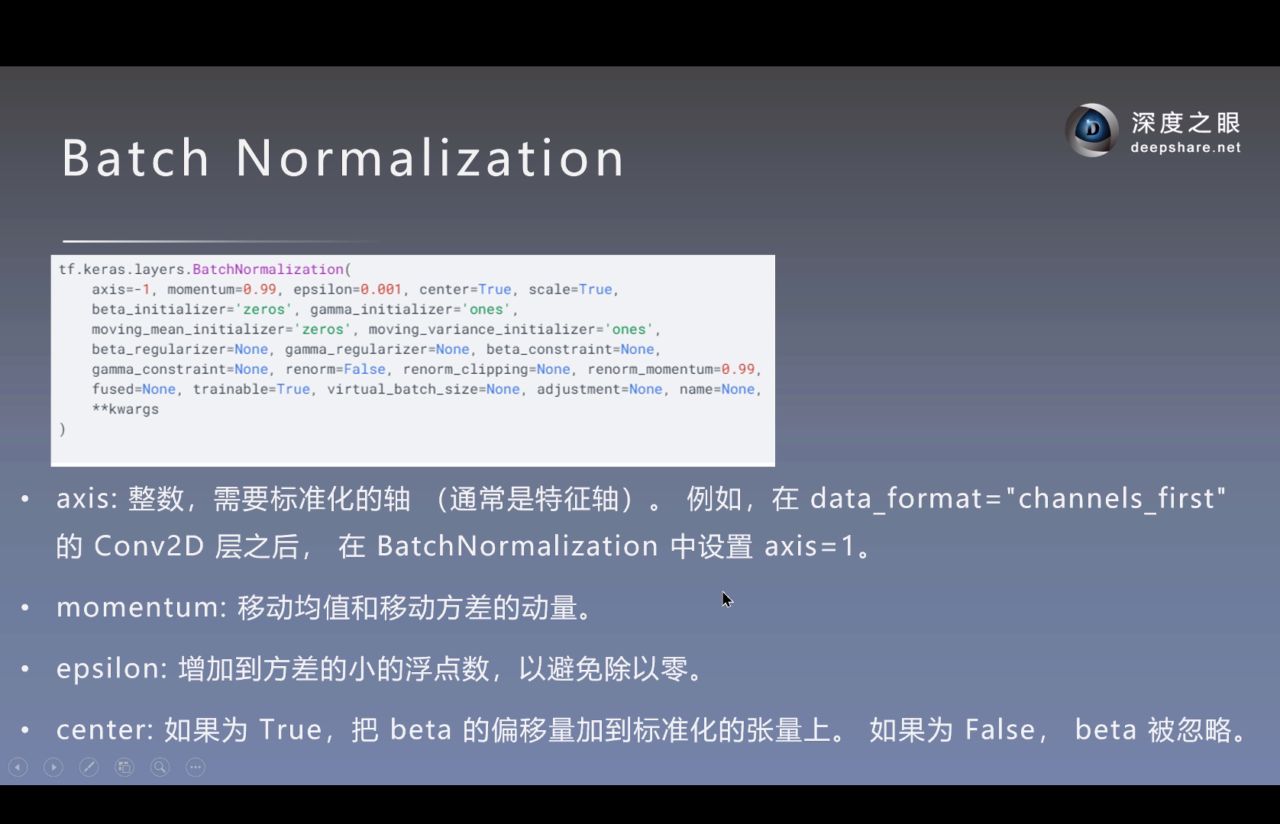 深度之眼
deepshare.net
Batch Normalization
tf.keras.layers.BatchNormalization(
    axis=-1, momentum=0.99, epsilon=0.001, center=True, scale=True,
    beta_initializer='zeros', gamma_initializer='ones',
    moving_mean_initializer='zeros', moving_variance_initializer='ones',
    beta_regularizer=None, gamma_regularizer=None, beta_constraint=None,
    gamma_constraint=None, renorm=False, renorm_clipping=None, renorm_momentum=0.99,
    fused=None, trainable=True, virtual_batch_size=None, adjustment=None, name=None,
    **kwargs
)
• axis: 整数，需要标准化的轴 （通常是特征轴）。 例如，在 data_format="channels_first"
的 Conv2D 层之后， 在 BatchNormalization 中设置 axis=1。
• momentum: 移动均值和移动方差的动量。
• epsilon: 增加到方差的小的浮点数，以避免除以零。
• center: 如果为 True，把 beta 的偏移量加到标准化的张量上。 如果为 False， beta 被忽略。